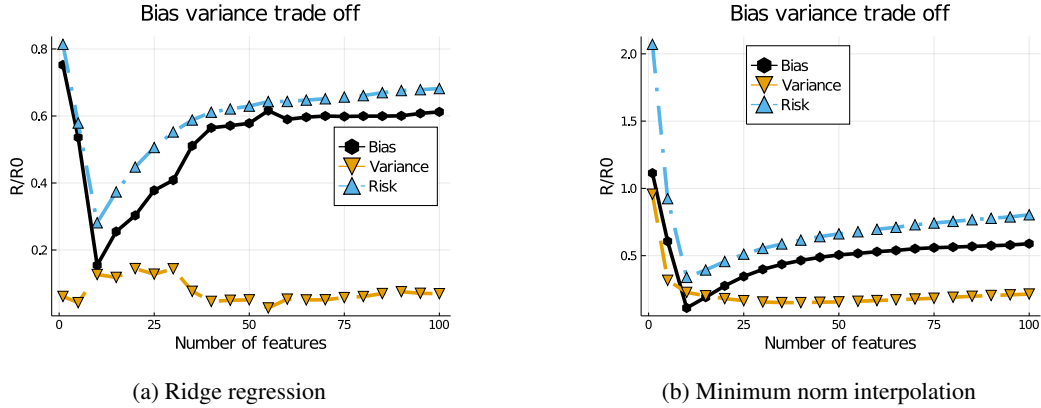 Bias variance trade off
R/R0
0.8
0.6
0.4
0.2
Bias
Variance
Risk
0
25
50
75
100
Number of features
(a) Ridge regression
Bias variance trade off
R/R0
2.0
1.5
1.0
0.5
Bias
Variance
Risk
0
25
50
75
100
Number of features
(b) Minimum norm interpolation